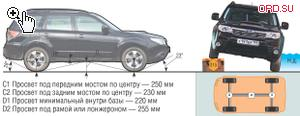 DROM.SU
C1 Просвет под передним мостом по центру — 250 мм
C2 Просвет под задним мостом по центру — 230 мм
D1 Просвет минимальный внутри базы — 220 мм
D2 Просвет под рамой или лонжероном — 255 мм